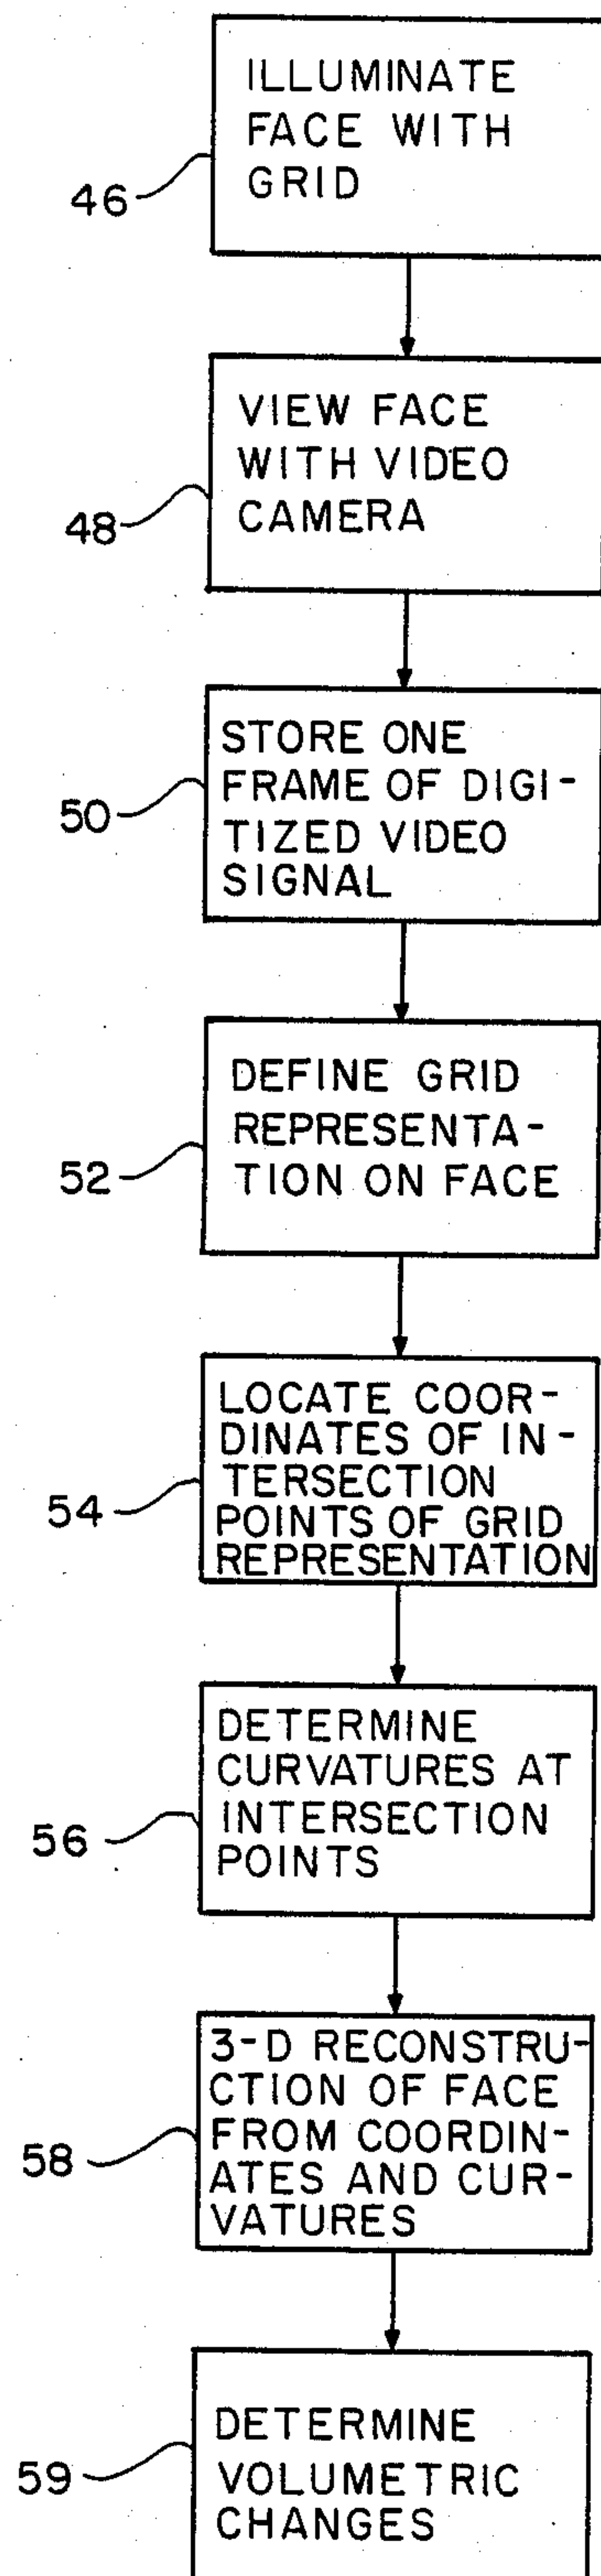 ILLUMINATE
FACE WITH
GRID
46
VIEW FACE
WITH VIDEO
CAMERA
48
STORE ONE
FRAME OF DIGI-
TIZED VIDEO
SIGNAL
50
DEFINE GRID
REPRESENTA-
TION ON FACE
52
LOCATE COOR-
DINATES OF IN-
TERSECTION
POINTS OF GRID
REPRESENTATION
54
DETERMINE
CURVATURES AT
INTERSECTION
POINTS
56
3-D RECONSTRU-
CTION OF FACE
FROM COORDIN-
ATES AND CUR-
VATURES
58
DETERMINE
VOLUMETRIC
CHANGES
59